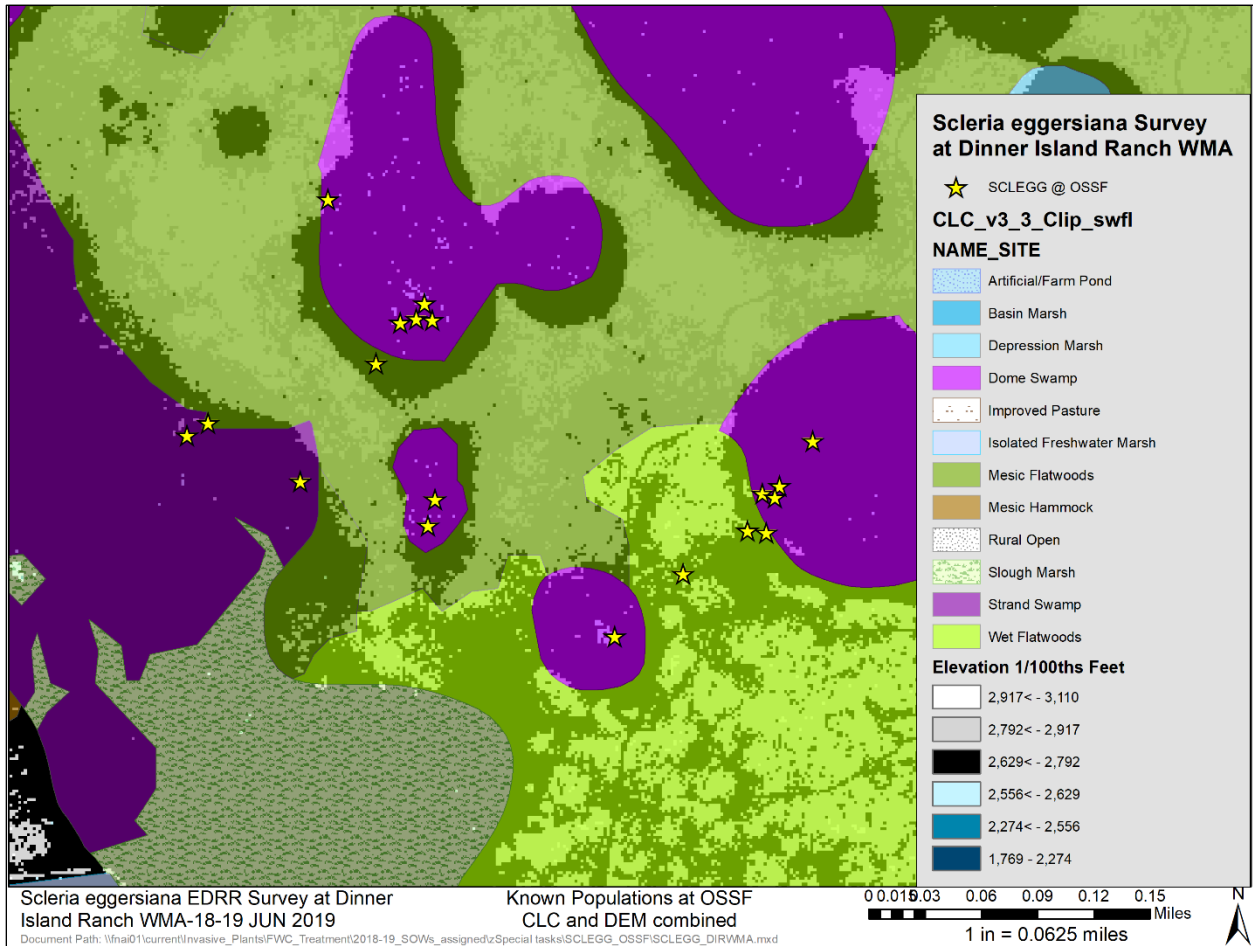 Scleria eggersiana Survey
at Dinner Island Ranch WMA
SCLEGG @ OSSF
CLC_v3_3_Clip_swfl
NAME_SITE
Artificial/Farm Pond
Basin Marsh
Depression Marsh
Dome Swamp
Improved Pasture
Isolated Freshwater Marsh
Mesic Flatwoods
Mesic Hammock
Rural Open
Slough Marsh
Strand Swamp
Wet Flatwoods
Elevation 1/100ths Feet
2,917< - 3,110
2,792< - 2,917
2,629< - 2,792
2,556< - 2,629
2,274< - 2,556
1,769 - 2,274
Scleria eggersiana EDRR Survey at Dinner
Island Ranch WMA-18-19 JUN 2019
Document Path: \\fnai01\current\Invasive_Plants\FWC_Treatment\2018-19_SOWs_assigned\zSpecial tasks\SCLEGG_OSSF\SCLEGG_DIRWMA.mxd
Known Populations at OSSF
CLC and DEM combined
0 0.015 0.03 0.06 0.09 0.12 0.15
Miles
1 in = 0.0625 miles
N